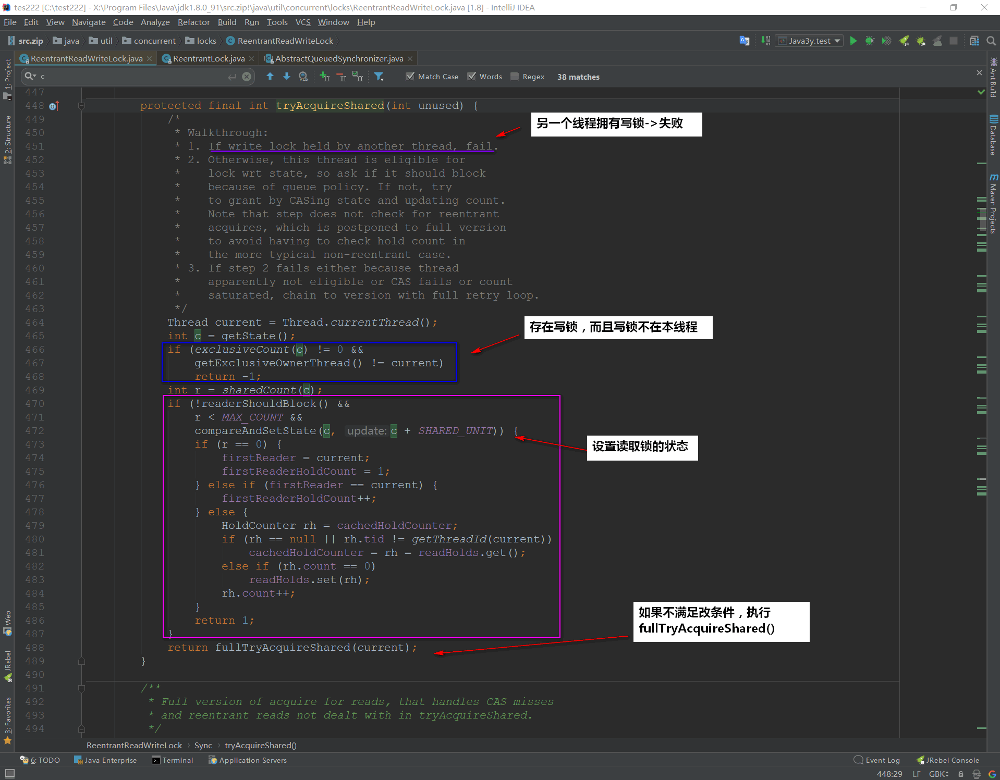 tes222 [C:\test222] - X:\Program Files\Java\jdk1.8.0_91\src.zip!\java\util\concurrent\locks\ReentrantReadWriteLock.java [1.8] - IntelliJ IDEA
File Edit View Navigate Code Analyze Refactor Build Run Tools VCS Window Help
src.zip java util concurrent locks ReentrantReadWriteLock Java3y.test
ReentrantReadWriteLock.java ReentrantLock.java AbstractQueuedSynchronizer.java
c Match Case Words Regex 38 matches
447
448 protected final int tryAcquireShared(int unused) {
449 /*
另一个线程拥有写锁->失败
450 * Walkthrough:
451 * 1. If write lock held by another thread, fail.
452 * 2. Otherwise, this thread is eligible for
453 * lock wrt state, so ask if it should block
454 * because of queue policy. If not, try
455 * to grant by CASing state and updating count.
456 * Note that step does not check for reentrant
457 * acquires, which is postponed to full version
458 * to avoid having to check hold count in
459 * the more typical non-reentrant case.
460 * 3. If step 2 fails either because thread
461 * apparently not eligible or CAS fails or count
462 * saturated, chain to version with full retry loop.
463 */
464 Thread current = Thread.currentThread();
存在写锁，而且写锁不在本线程
465 int c = getState();
466 if (exclusiveCount(c) != 0 &&
467 getExclusiveOwnerThread() != current)
468 return -1;
469 int r = sharedCount(c);
470 if (!readerShouldBlock() &&
471 r < MAX_COUNT &&
472 compareAndSetState(c, update: c + SHARED_UNIT)) {
473 if (r == 0) {
设置读取锁的状态
474 firstReader = current;
475 firstReaderHoldCount = 1;
476 } else if (firstReader == current) {
477 firstReaderHoldCount++;
478 } else {
479 HoldCounter rh = cachedHoldCounter;
480 if (rh == null || rh.tid != getThreadId(current))
481 cachedHoldCounter = rh = readHolds.get();
482 else if (rh.count == 0)
483 readHolds.set(rh);
484 rh.count++;
485 }
如果不满足改条件，执行
fullTryAcquireShared()
486 return 1;
487 }
488 return fullTryAcquireShared(current);
489 }
490
491 /**
492 * Full version of acquire for reads, that handles CAS misses
493 * and reentrant reads not dealt with in tryAcquireShared.
494 */
ReentrantReadWriteLock Sync tryAcquireShared()
6: TODO Java Enterprise Terminal Application Servers Event Log JRebel Console
448:29 LF GBK
1: Project
2: Structure
Web
JRebel
3: Favorites
Ant Build
Database
Maven Projects